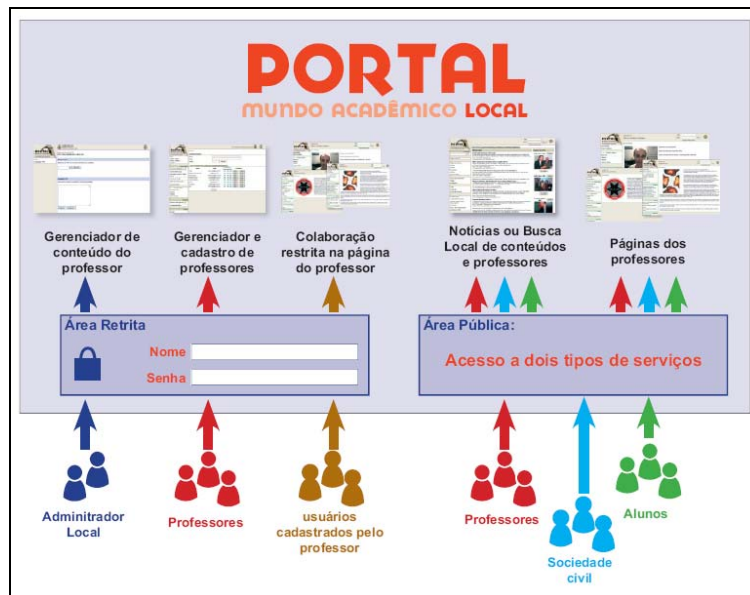 PORTAL
MUNDO ACADÊMICO LOCAL
Gerenciador de
conteúdo do
professor
Gerenciador e
cadastro de
professores
Colaboração
restrita na página
do professor
Notícias ou Busca
Local de conteúdos
e professores
Páginas dos
professores
Área Retrita
Nome
Senha
Área Pública:
Acesso a dois tipos de serviços
Adminitrador
Local
Professores
usuários
cadastrados pelo
professor
Professores
Sociedade
civil
Alunos